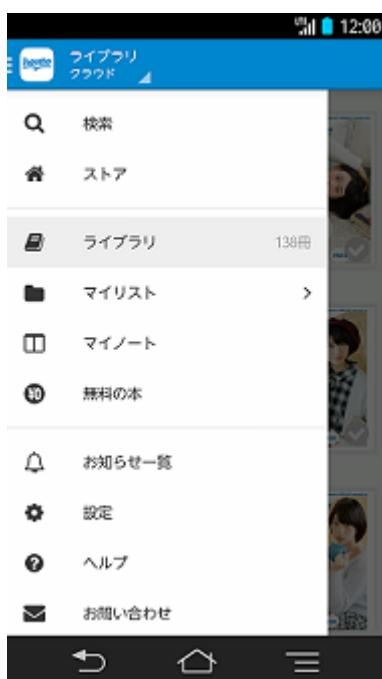 12:00
ライブラリ
クラウド
検索
ストア
ライブラリ
138冊
マイリスト
マイノート
無料の本
お知らせ一覧
設定
ヘルプ
お問い合わせ